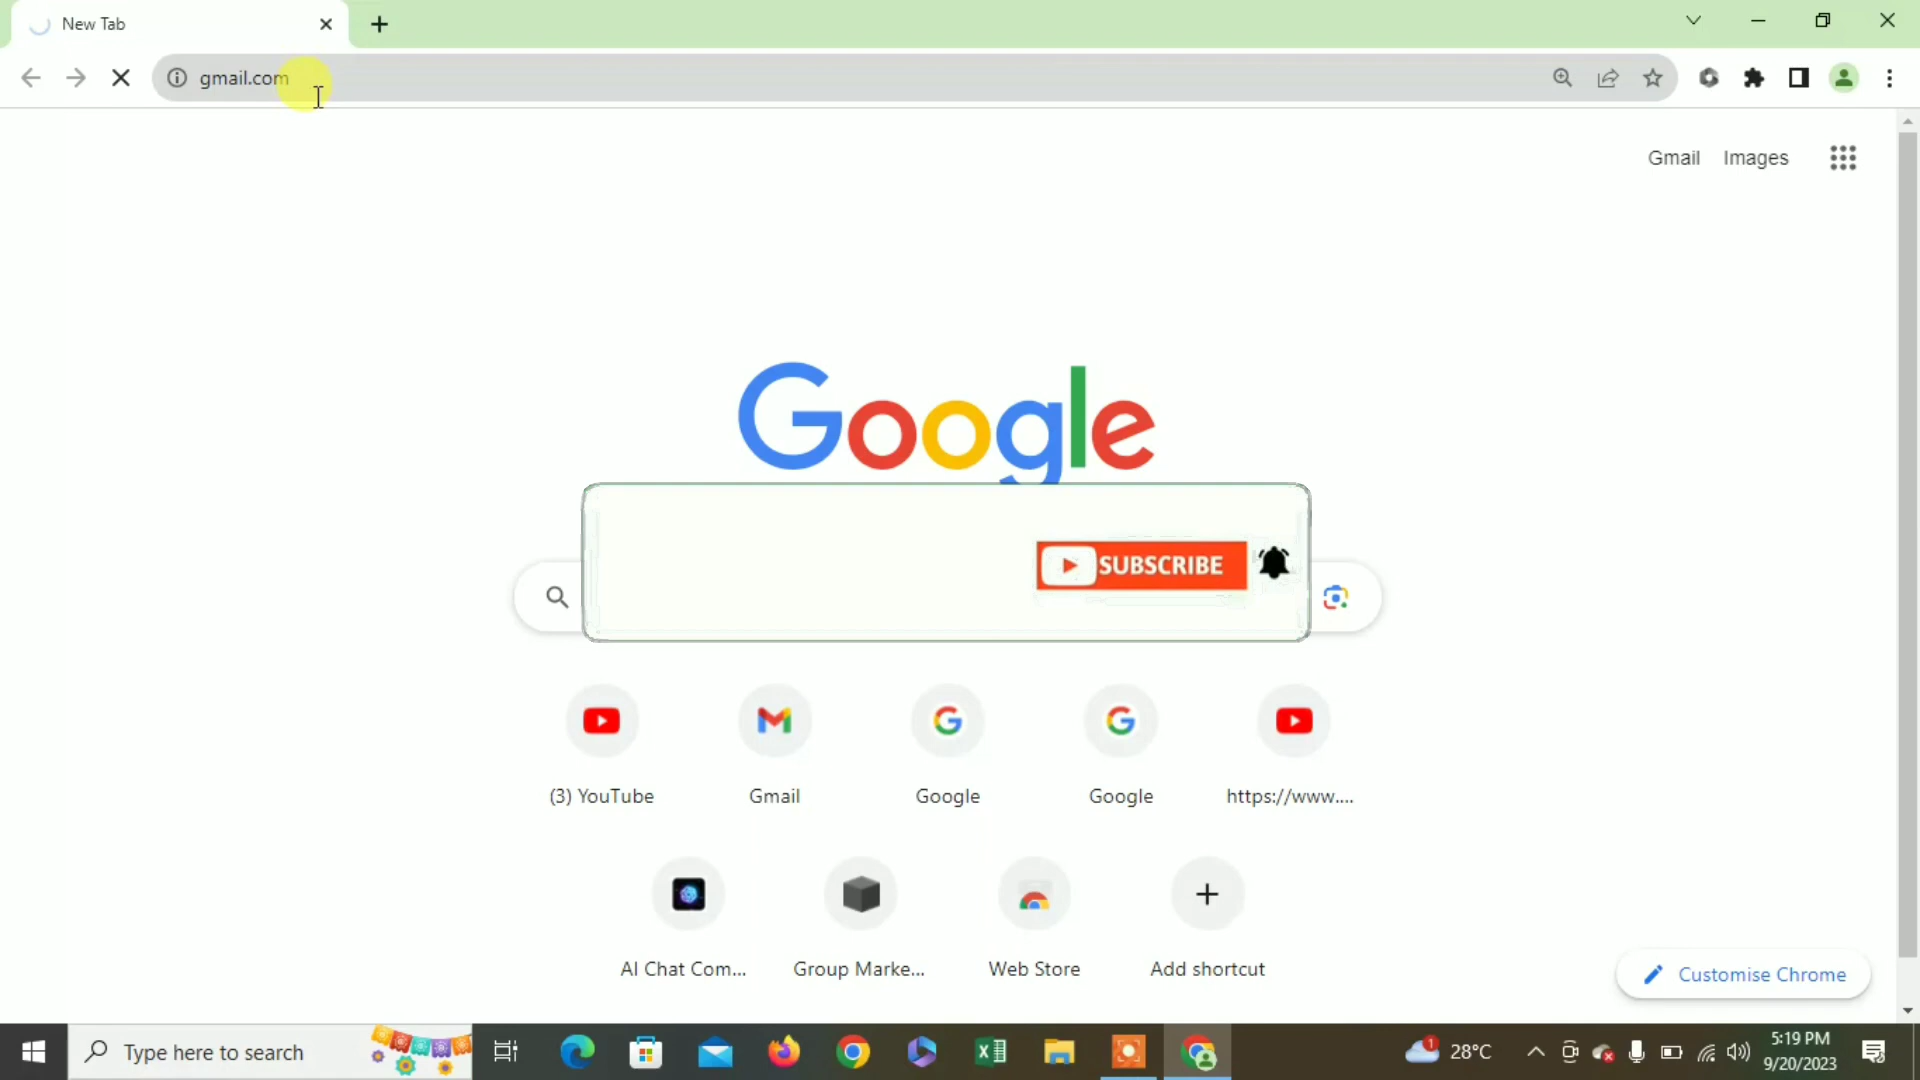 New Tab
gmail.com
Gmail Images
Google
SUBSCRIBE
(3) YouTube
Gmail
Google
Google
https://www....
AI Chat Com...
Group Marke...
Web Store
Add shortcut
Customise Chrome
Type here to search
1
28°C
5:19 PM
9/20/2023